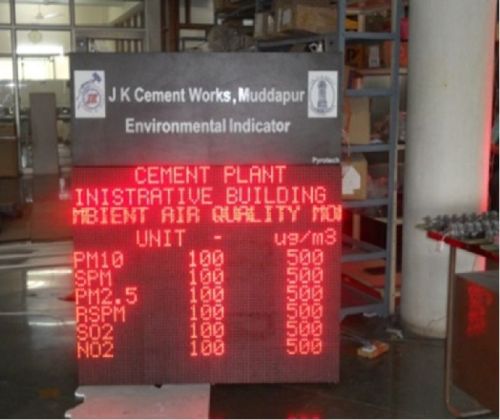 J K Cement Works, Muddapur
Environmental Indicator
Pyrotech
CEMENT PLANT
INISTRATIVE BUILDING
MBIENT AIR QUALITY MO
UNIT - ug/m3
PM10 100 500
SPM 100 500
PM2.5 100 500
RSPM 100 500
SO2 100 500
NO2 100 500